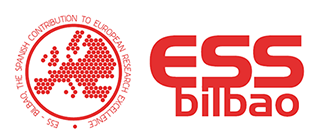 ESS - BILBAO, THE SPANISH CONTRIBUTION TO EUROPEAN RESEARCH EXCELLENCE
ESS
bilbao